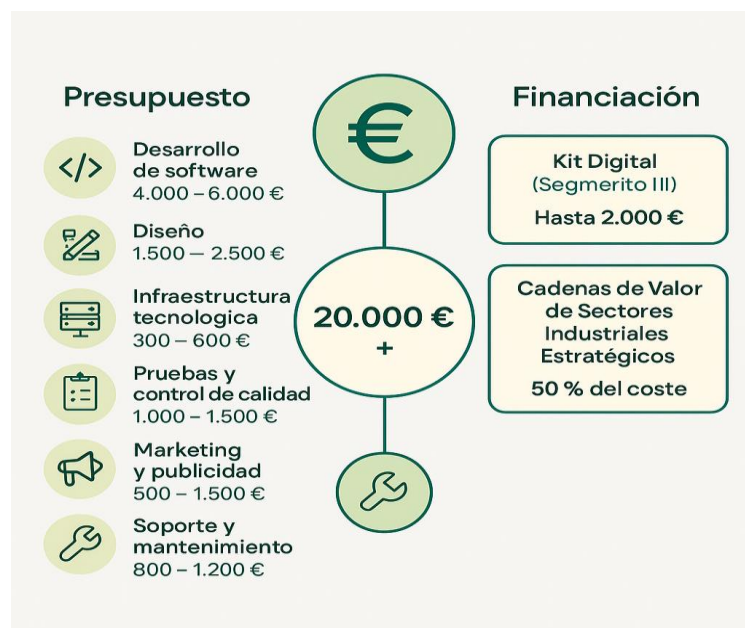 Presupuesto
</>
Desarrollo
de software
4.000 – 6.000 €
Diseño
1.500 — 2.500 €
Infraestructura
tecnologica
300 – 600 €
Pruebas y
control de calidad
1.000 – 1.500 €
Marketing
y publicidad
500 – 1.500 €
Soporte y
mantenimiento
800 – 1.200 €
€
20.000 €
+
Financiación
Kit Digital
(Segmerito III)
Hasta 2.000 €
Cadenas de Valor
de Sectores
Industriales
Estratégicos
50 % del coste